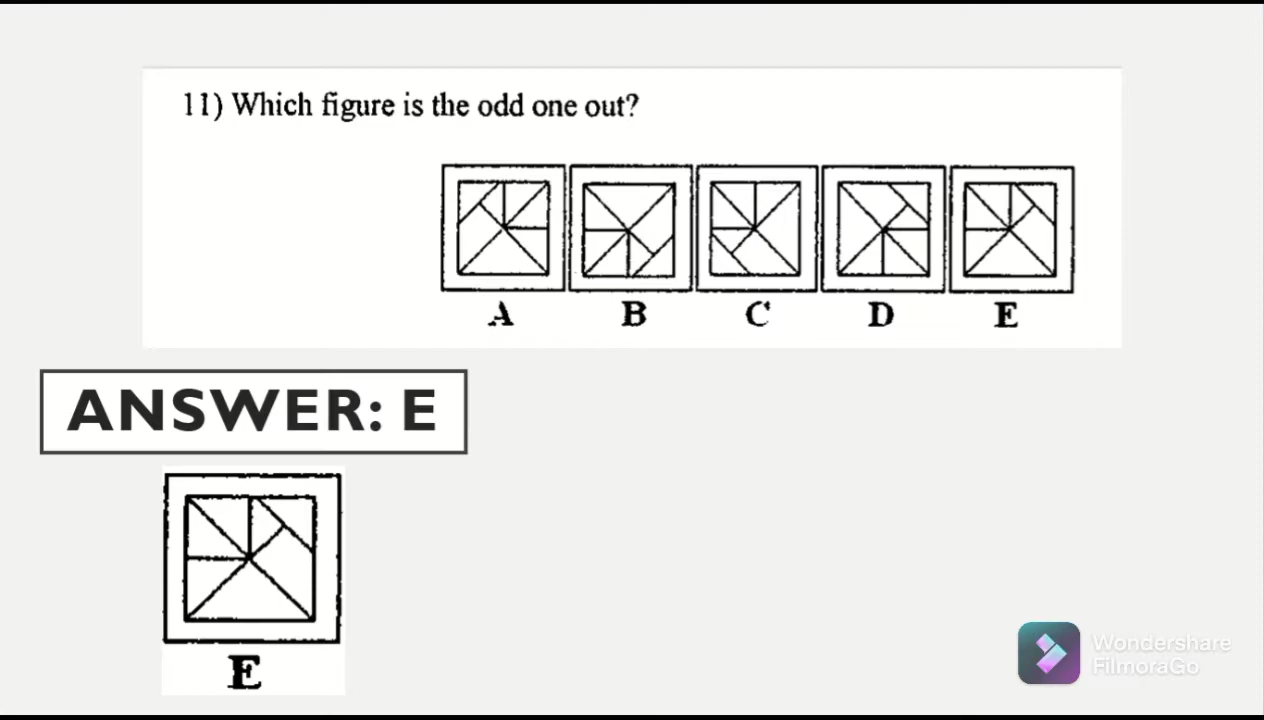 11) Which figure is the odd one out?
A B C D E
ANSWER: E
E
Wondershare
FilmoraGo